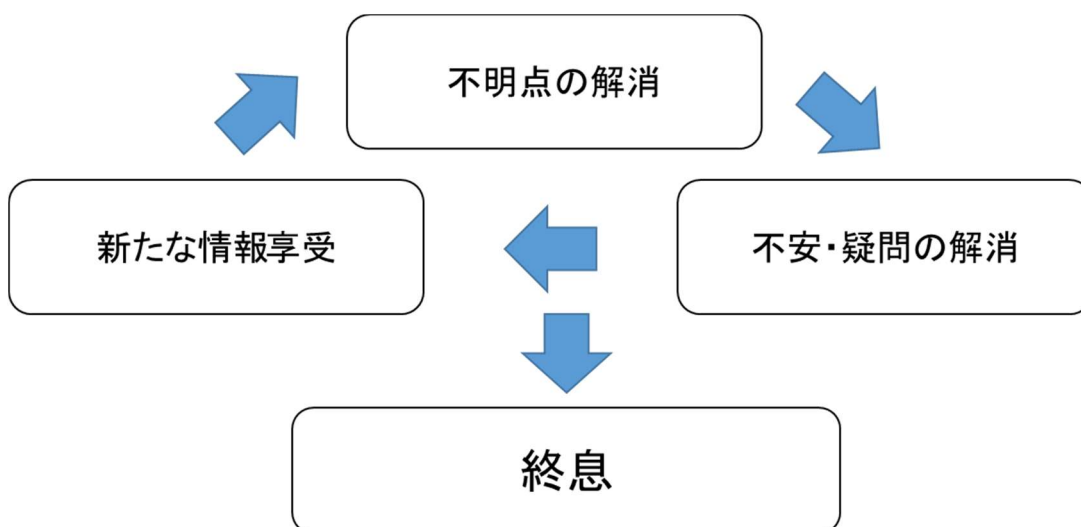 不明点の解消
新たな情報享受
不安・疑問の解消
終息